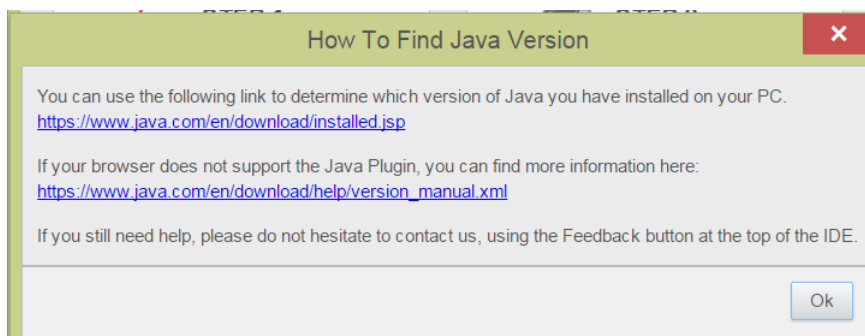 How To Find Java Version
You can use the following link to determine which version of Java you have installed on your PC.
https://www.java.com/en/download/installed.jsp
If your browser does not support the Java Plugin, you can find more information here:
https://www.java.com/en/download/help/version_manual.xml
If you still need help, please do not hesitate to contact us, using the Feedback button at the top of the IDE.
Ok